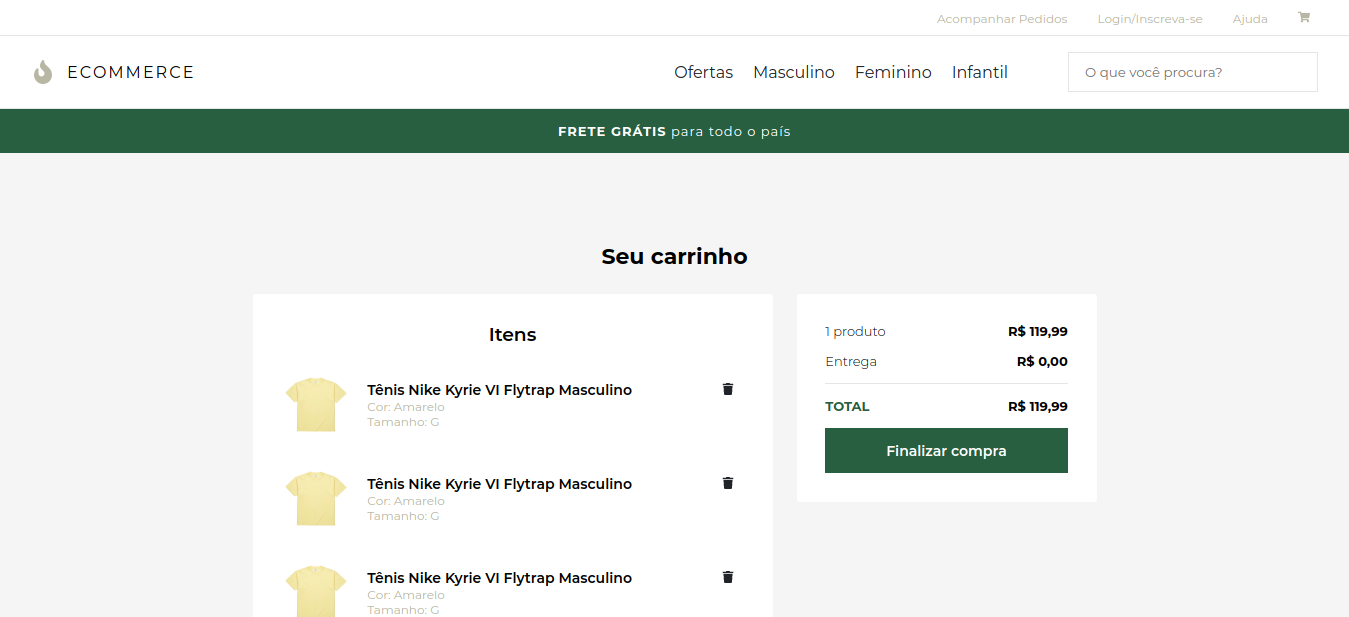 Acompanhar Pedidos Login/Inscreva-se Ajuda
ECOMMERCE Ofertas Masculino Feminino Infantil O que você procura?
FRETE GRÁTIS para todo o país
Seu carrinho
Itens
Tênis Nike Kyrie VI Flytrap Masculino
Cor: Amarelo
Tamanho: G
Tênis Nike Kyrie VI Flytrap Masculino
Cor: Amarelo
Tamanho: G
Tênis Nike Kyrie VI Flytrap Masculino
Cor: Amarelo
Tamanho: G
1 produto R$ 119,99
Entrega R$ 0,00
TOTAL R$ 119,99
Finalizar compra